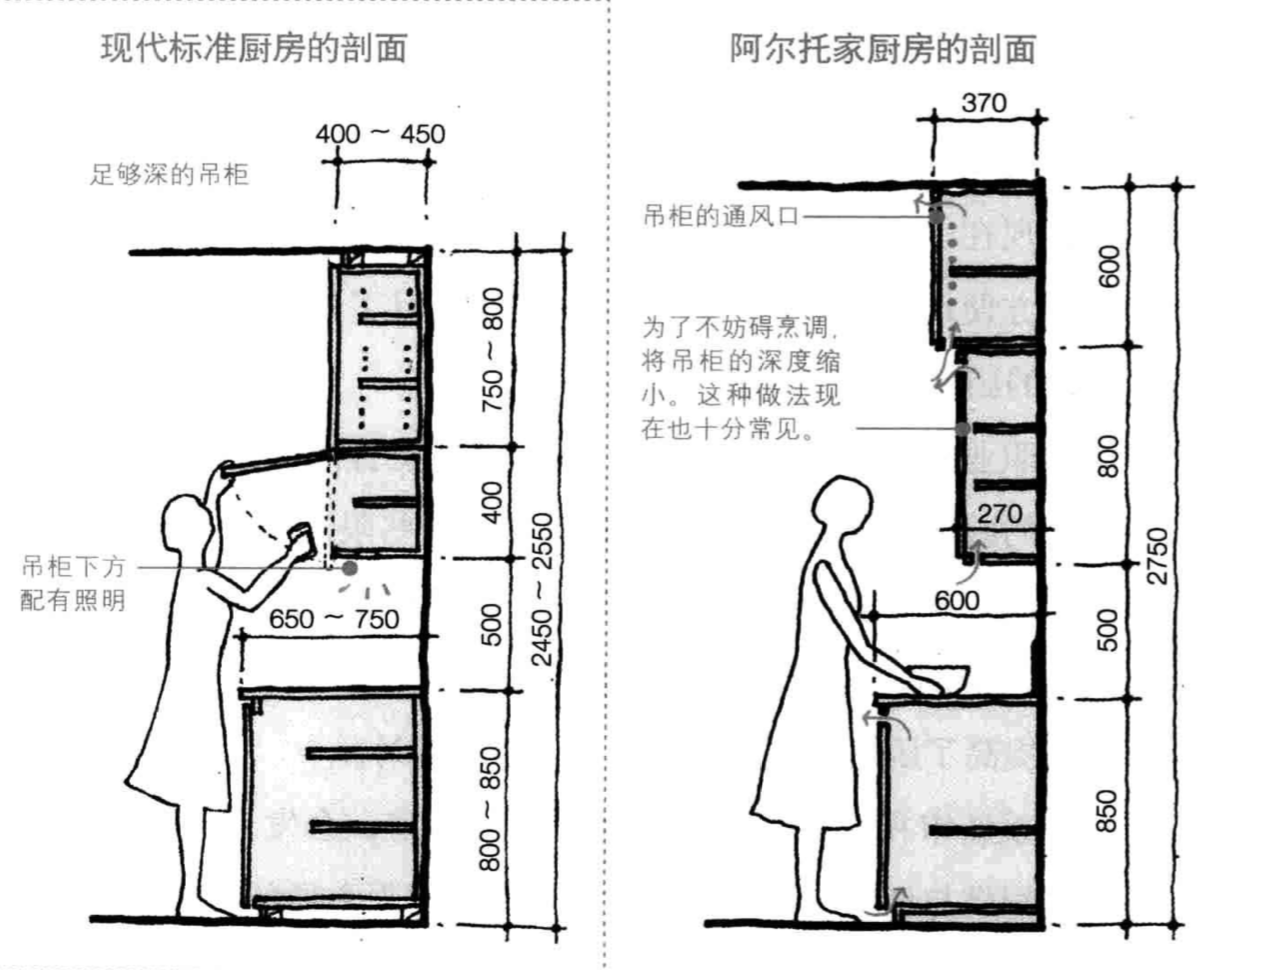 现代标准厨房的剖面
400 ~ 450
足够深的吊柜
750 ~ 800
400
吊柜下方
配有照明
650 ~ 750
500
2450 ~ 2550
800 ~ 850
阿尔托家厨房的剖面
370
吊柜的通风口
600
为了不妨碍烹调，
将吊柜的深度缩
小。这种做法现
在也十分常见。
800
270
2750
600
500
850